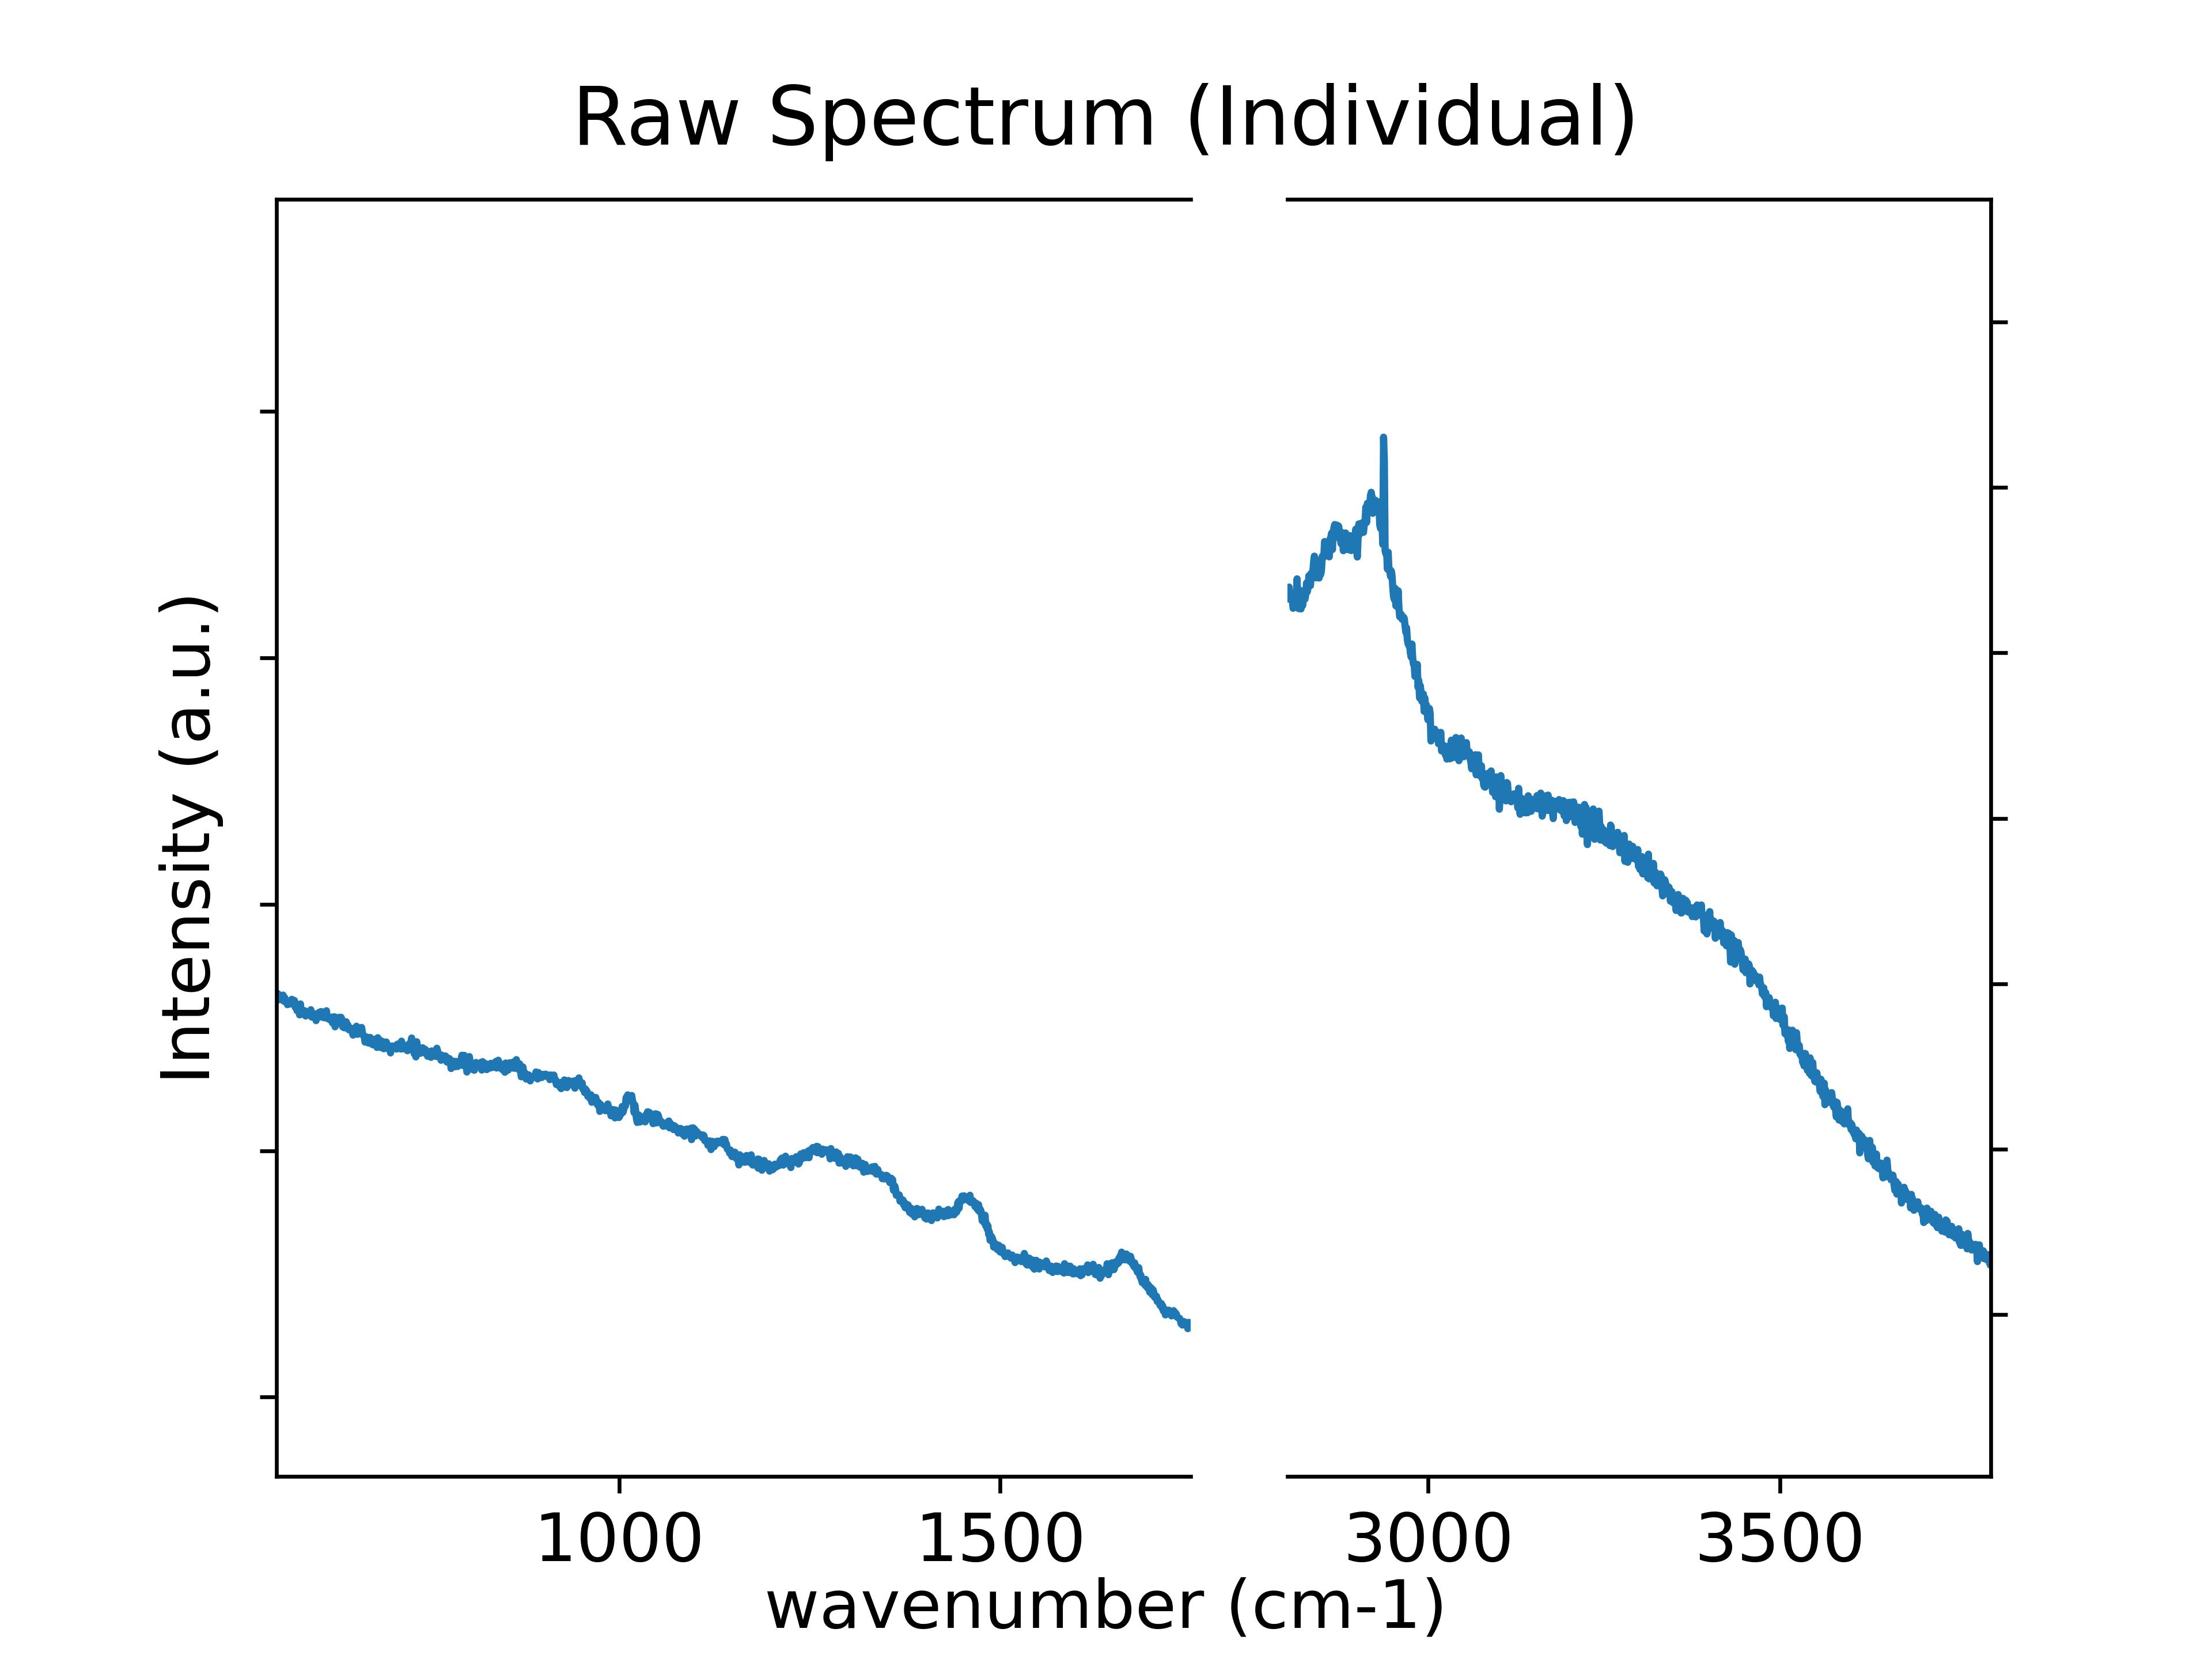 Raw Spectrum (Individual)
Intensity (a.u.)
1000 1500 3000 3500
wavenumber (cm-1)